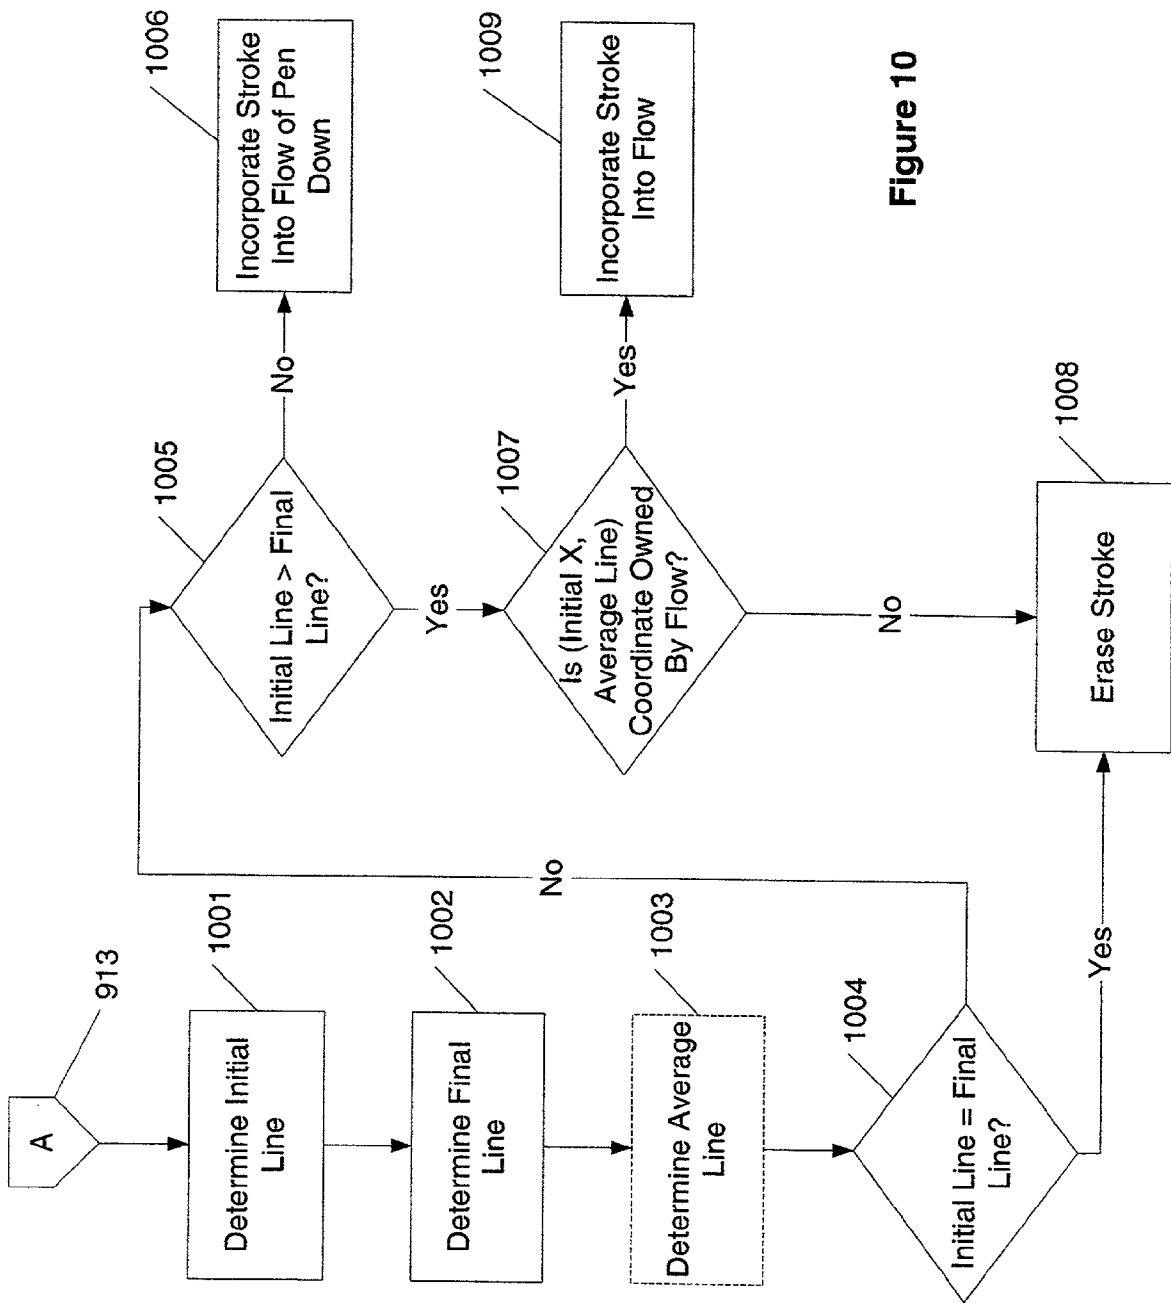 A
913
Determine Initial
Line
1001
Determine Final
Line
1002
Determine Average
Line
1003
Initial Line = Final
Line?
1004
No
Yes
Initial Line > Final
Line?
1005
No
Yes
Incorporate Stroke
Into Flow of Pen
Down
1006
Is (Initial X,
Average Line)
Coordinate Owned
By Flow?
1007
Yes
No
Incorporate Stroke
Into Flow
1009
Erase Stroke
1008
Figure 10